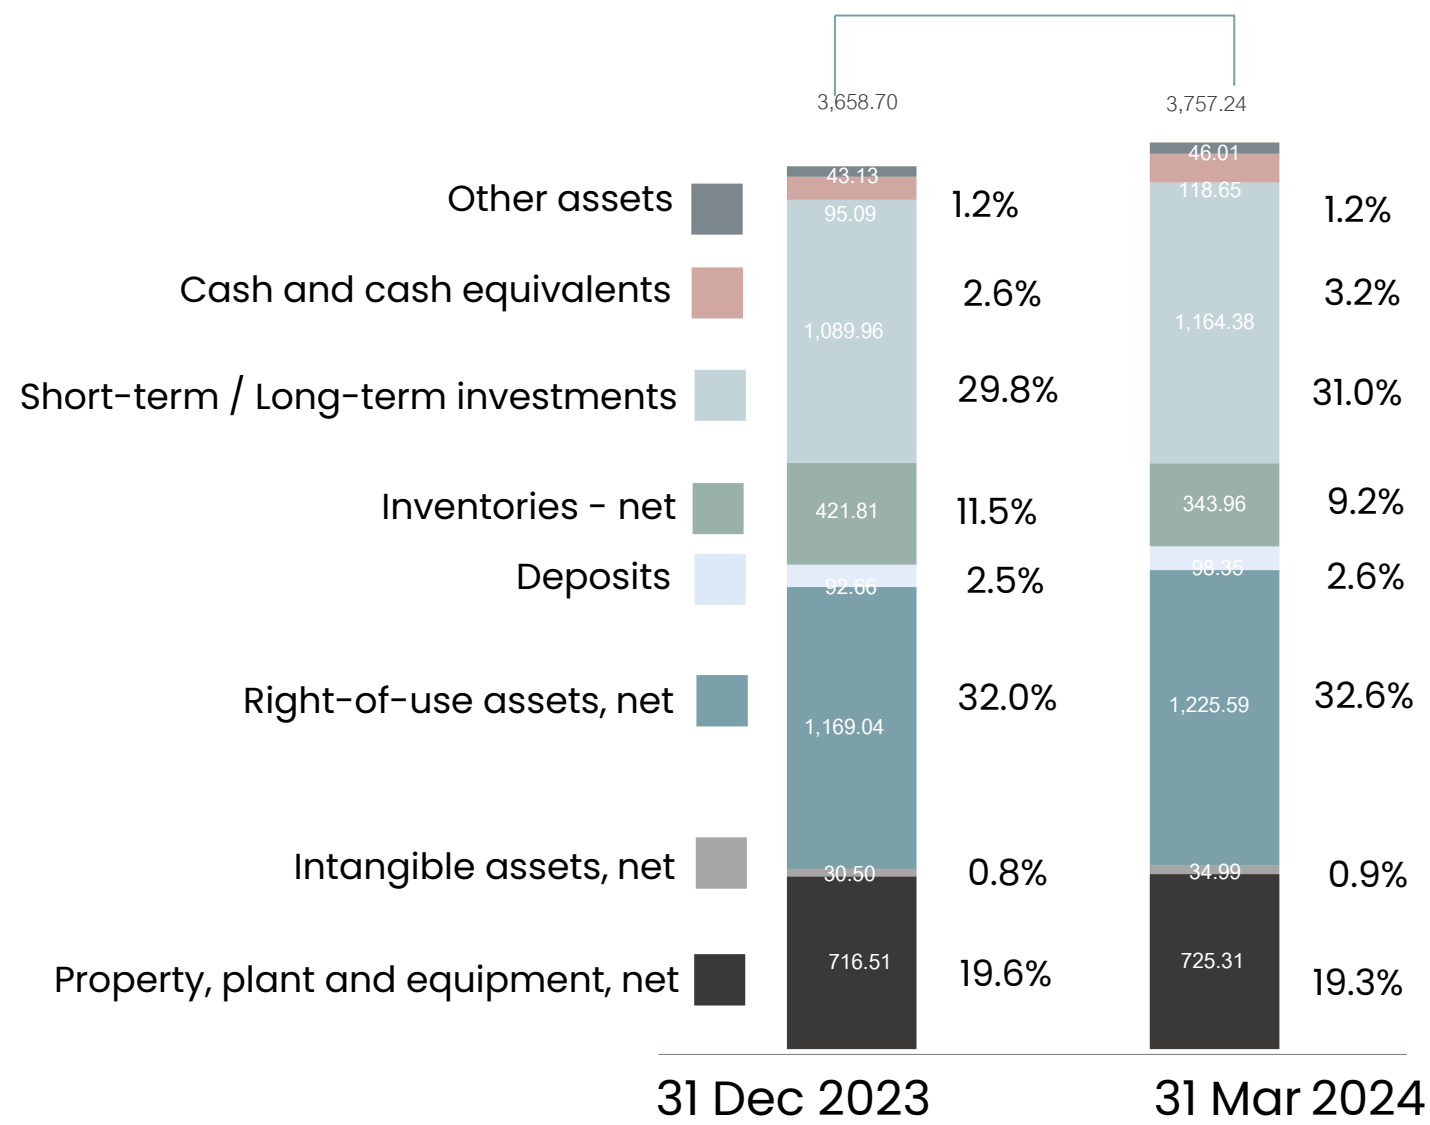 3,658.70 3,757.24
43.13 46.01
Other assets 1.2% 1.2%
95.09 118.65
Cash and cash equivalents 2.6% 3.2%
1,089.96 1,164.38
Short-term / Long-term investments 29.8% 31.0%
Inventories - net 421.81 11.5% 343.96 9.2%
Deposits 92.66 2.5% 98.35 2.6%
Right-of-use assets, net 1,169.04 32.0% 1,225.59 32.6%
Intangible assets, net 30.50 0.8% 34.99 0.9%
Property, plant and equipment, net 716.51 19.6% 725.31 19.3%
31 Dec 2023 31 Mar 2024